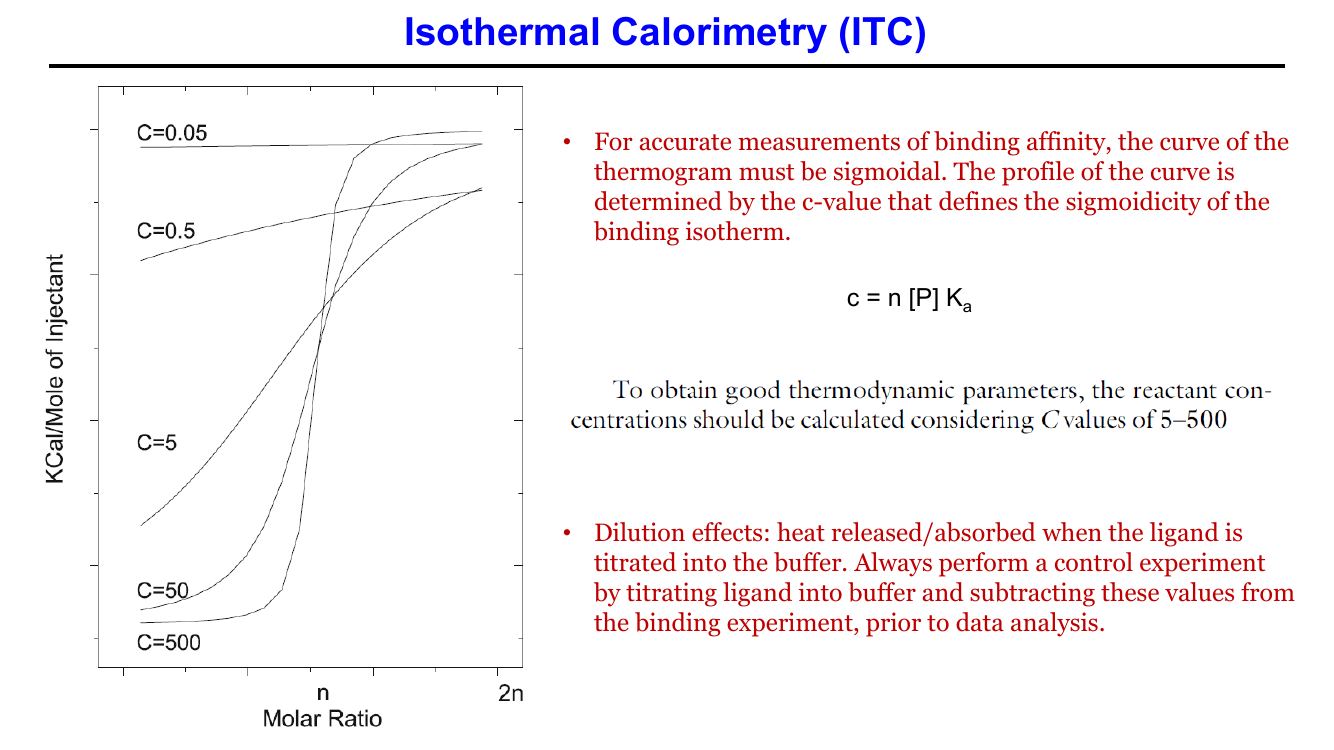 Isothermal Calorimetry (ITC)
C=0.05
C=0.5
C=5
C=50
C=500
KCal/Mole of Injectant
n
2n
Molar Ratio
• For accurate measurements of binding affinity, the curve of the
thermogram must be sigmoidal. The profile of the curve is
determined by the c-value that defines the sigmoidicity of the
binding isotherm.
c = n [P] Ka
To obtain good thermodynamic parameters, the reactant con-
centrations should be calculated considering C values of 5–500
• Dilution effects: heat released/absorbed when the ligand is
titrated into the buffer. Always perform a control experiment
by titrating ligand into buffer and subtracting these values from
the binding experiment, prior to data analysis.